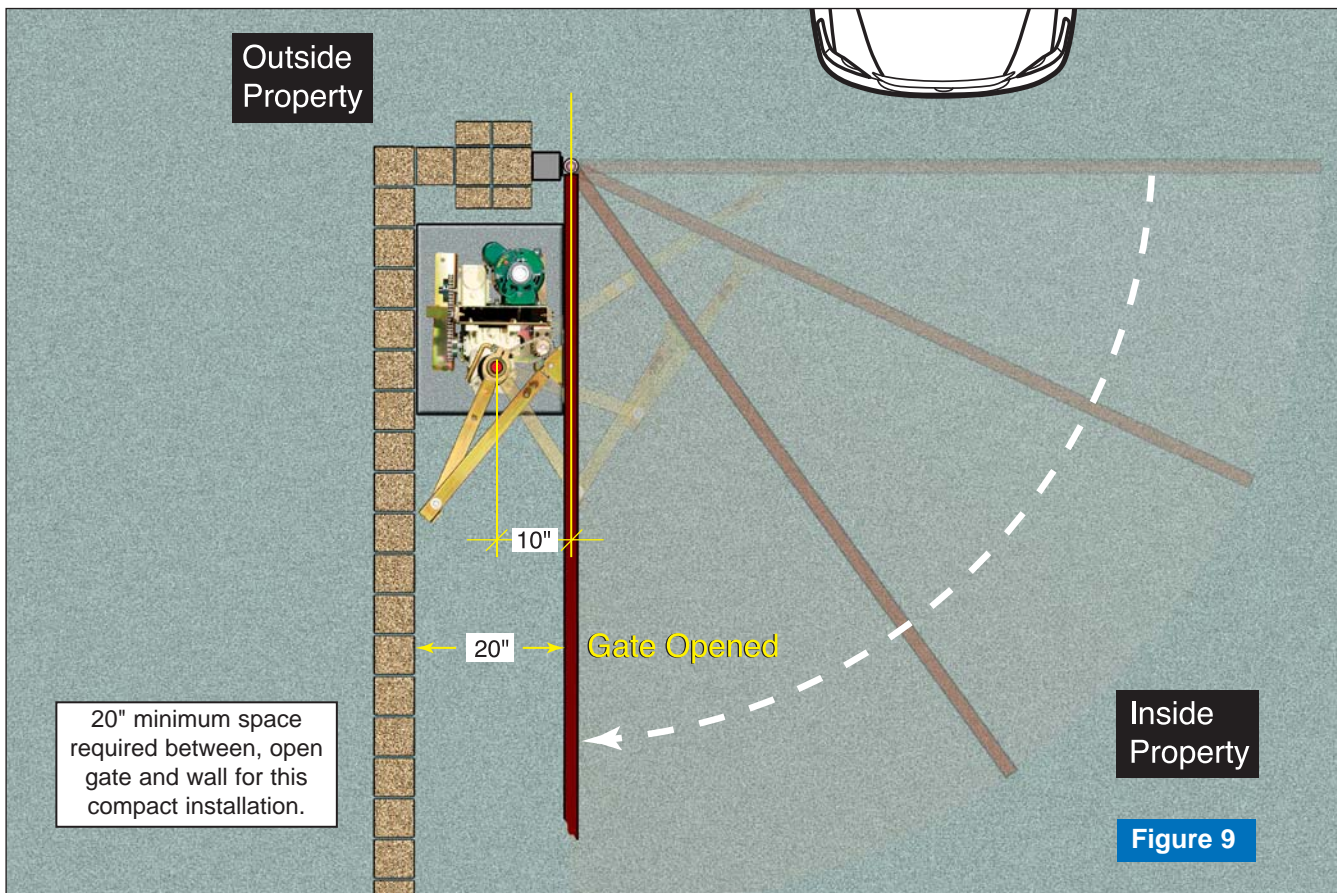 Outside
Property
10"
20"
Gate Opened
20" minimum space
required between, open
gate and wall for this
compact installation.
Inside
Property
Figure 9